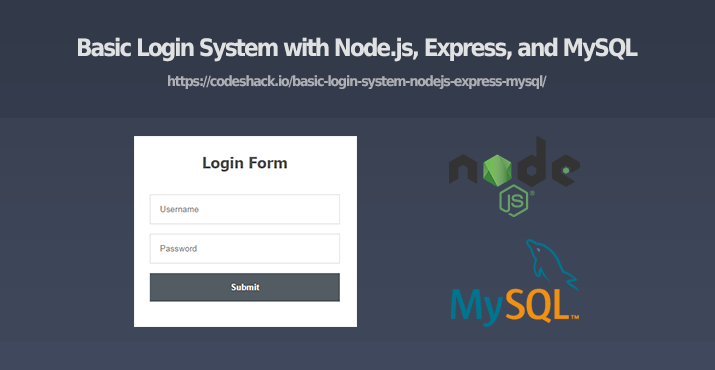 Basic Login System with Node.js, Express, and MySQL
https://codeshack.io/basic-login-system-nodejs-express-mysql/
Login Form
Username
Password
Submit
node
JS
MySQL™